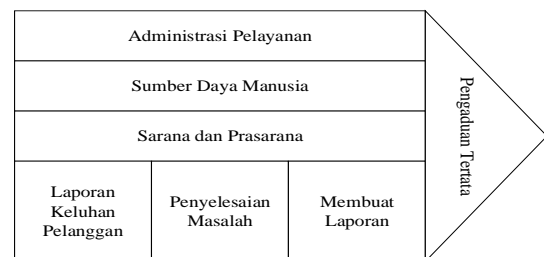 Administrasi Pelayanan
Sumber Daya Manusia
Sarana dan Prasarana
Laporan
Keluhan
Pelanggan
Penyelesaian
Masalah
Membuat
Laporan
Pengaduan Tertata